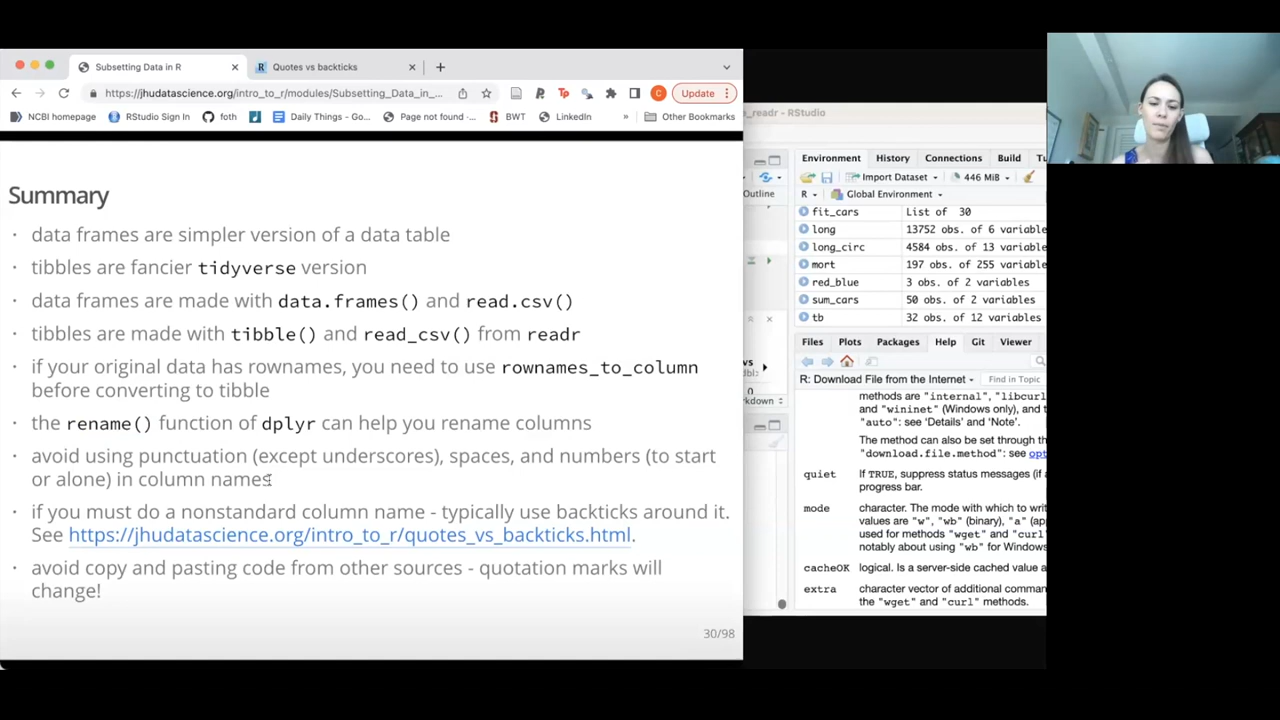 Subsetting Data in R
Quotes vs backticks
https://jhudatascience.org/intro_to_r/modules/Subsetting_Data_in_...
Update
NCBI homepage
RStudio Sign In
foth
Daily Things - Go...
Page not found -...
BWT
LinkedIn
»
Other Bookmarks
Summary
· data frames are simpler version of a data table
· tibbles are fancier tidyverse version
· data frames are made with data.frames() and read.csv()
· tibbles are made with tibble() and read_csv() from readr
· if your original data has rownames, you need to use rownames_to_column
before converting to tibble
· the rename() function of dplyr can help you rename columns
· avoid using punctuation (except underscores), spaces, and numbers (to start
or alone) in column names
· if you must do a nonstandard column name - typically use backticks around it.
See https://jhudatascience.org/intro_to_r/quotes_vs_backticks.html.
· avoid copy and pasting code from other sources - quotation marks will
change!
30/98
_readr - RStudio
Outline
Environment History Connections Build Tu
Import Dataset 446 MiB
R Global Environment
fit_cars List of 30
long 13752 obs. of 6 variable
long_circ 4584 obs. of 13 variabl
mort 197 obs. of 255 variabl
red_blue 3 obs. of 2 variables
sum_cars 50 obs. of 2 variables
tb 32 obs. of 12 variables
Files Plots Packages Help Git Viewer
R: Download File from the Internet Find in Topic
methods are "internal", "libcurl
and "wininet" (Windows only), and t
"auto": see 'Details' and 'Note'.
The method can also be set through th
"download.file.method": see opt
quiet If TRUE, suppress status messages (if a
progress bar.
mode character. The mode with which to writ
values are "w", "wb" (binary), "a" (ap
used for methods "wget" and "curl
notably about using "wb" for Windows
cacheOK logical. Is a server-side cached value a
extra character vector of additional comman
the "wget" and "curl" methods.